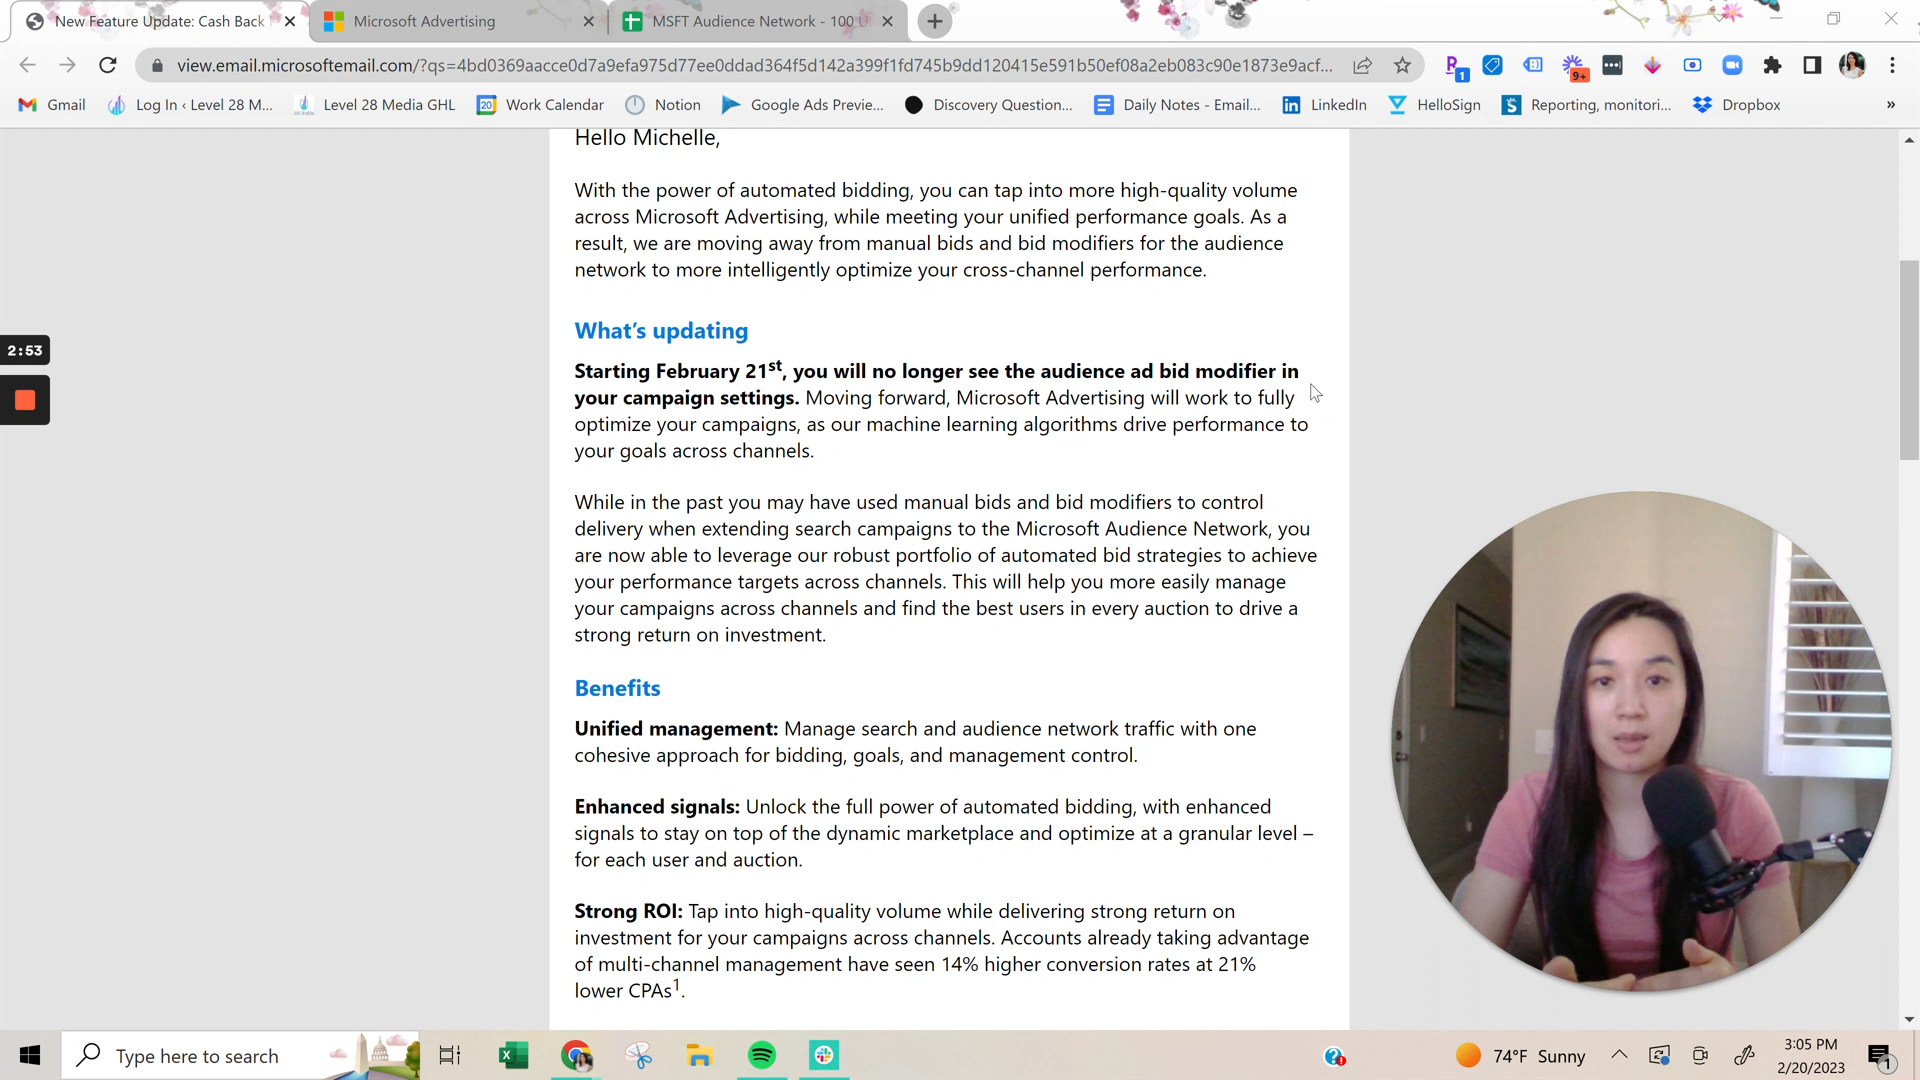 New Feature Update: Cash Back
Microsoft Advertising
MSFT Audience Network - 100 U
view.email.microsoftemail.com/?qs=4bd0369aacce0d7a9efa975d77ee0ddad364f5d142a399f1fd745b9dd120415e591b50ef08a2eb083c90e1873e9acf...
1
9+
Gmail
Log In ‹ Level 28 M...
Level 28 Media GHL
20
Work Calendar
Notion
Google Ads Previe...
Discovery Question...
Daily Notes - Email...
LinkedIn
HelloSign
Reporting, monitori...
Dropbox
»
Hello Michelle,
With the power of automated bidding, you can tap into more high-quality volume
across Microsoft Advertising, while meeting your unified performance goals. As a
result, we are moving away from manual bids and bid modifiers for the audience
network to more intelligently optimize your cross-channel performance.
What's updating
Starting February 21st, you will no longer see the audience ad bid modifier in
your campaign settings. Moving forward, Microsoft Advertising will work to fully
optimize your campaigns, as our machine learning algorithms drive performance to
your goals across channels.
While in the past you may have used manual bids and bid modifiers to control
delivery when extending search campaigns to the Microsoft Audience Network, you
are now able to leverage our robust portfolio of automated bid strategies to achieve
your performance targets across channels. This will help you more easily manage
your campaigns across channels and find the best users in every auction to drive a
strong return on investment.
Benefits
Unified management: Manage search and audience network traffic with one
cohesive approach for bidding, goals, and management control.
Enhanced signals: Unlock the full power of automated bidding, with enhanced
signals to stay on top of the dynamic marketplace and optimize at a granular level –
for each user and auction.
Strong ROI: Tap into high-quality volume while delivering strong return on
investment for your campaigns across channels. Accounts already taking advantage
of multi-channel management have seen 14% higher conversion rates at 21%
lower CPAs1.
2:53
Type here to search
74°F Sunny
3:05 PM
2/20/2023
1